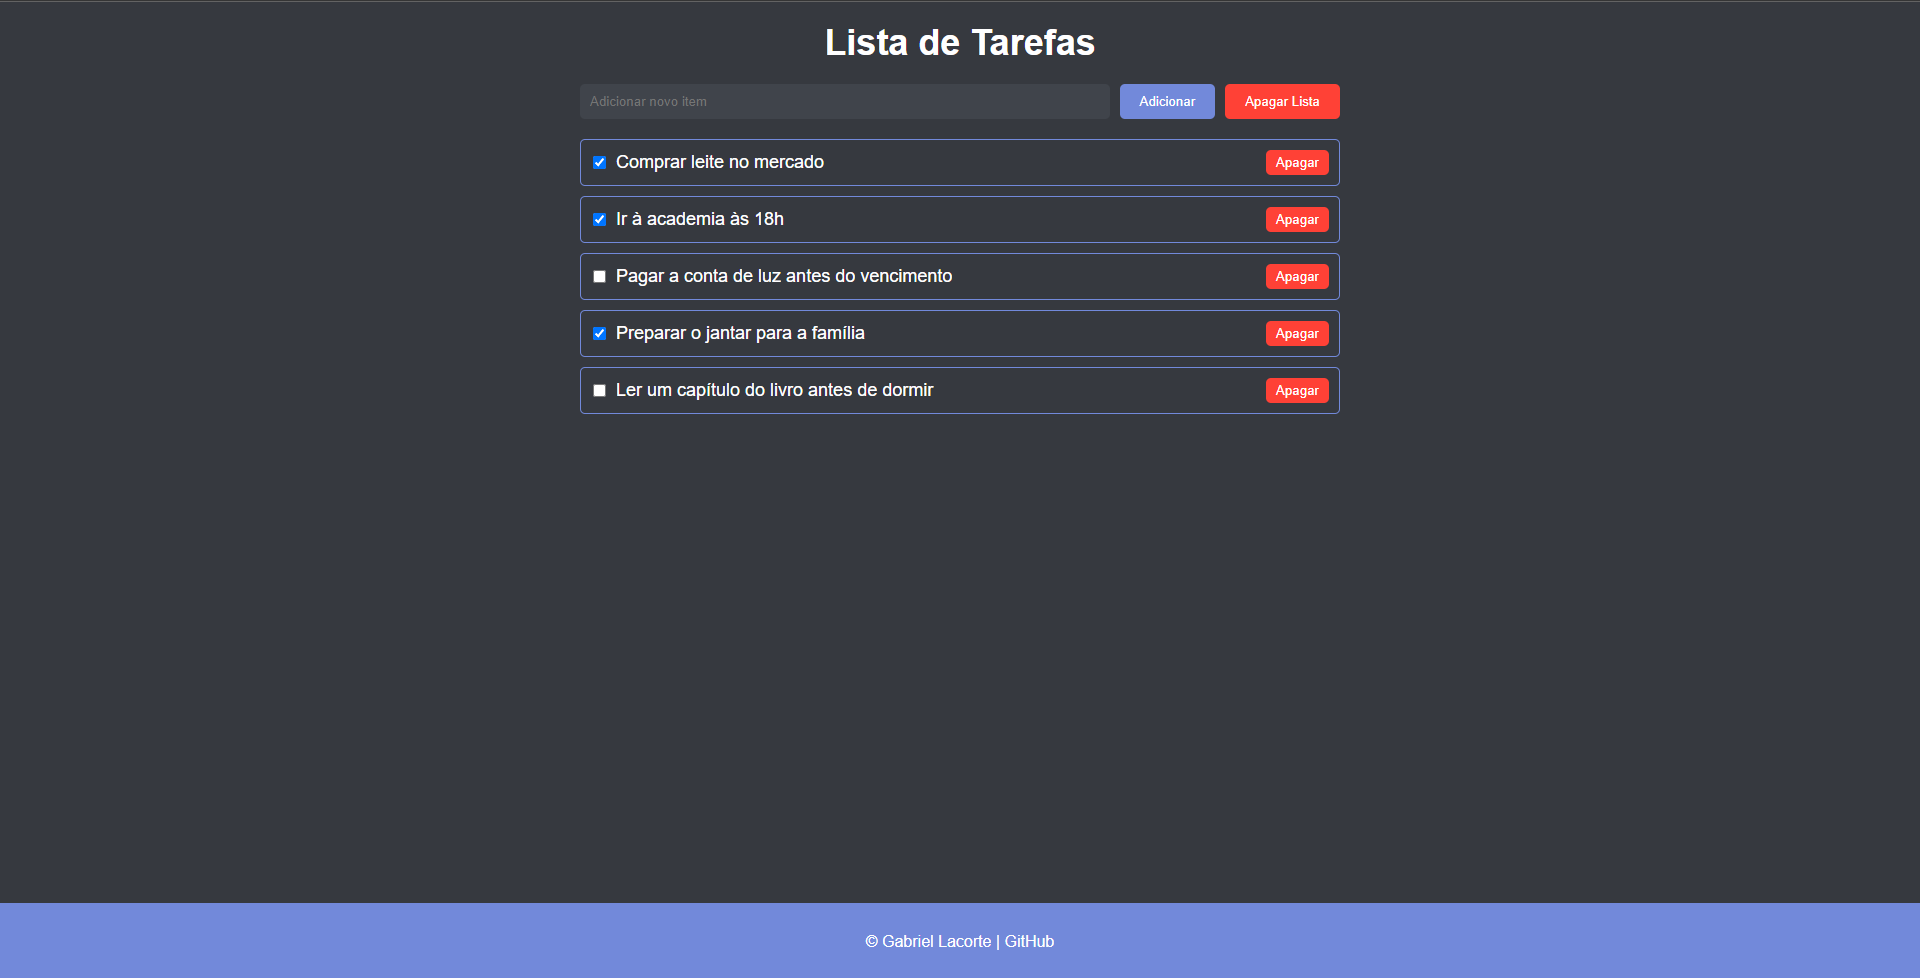 Lista de Tarefas
Adicionar novo item Adicionar Apagar Lista
Comprar leite no mercado Apagar
Ir à academia às 18h Apagar
Pagar a conta de luz antes do vencimento Apagar
Preparar o jantar para a família Apagar
Ler um capítulo do livro antes de dormir Apagar
© Gabriel Lacorte | GitHub